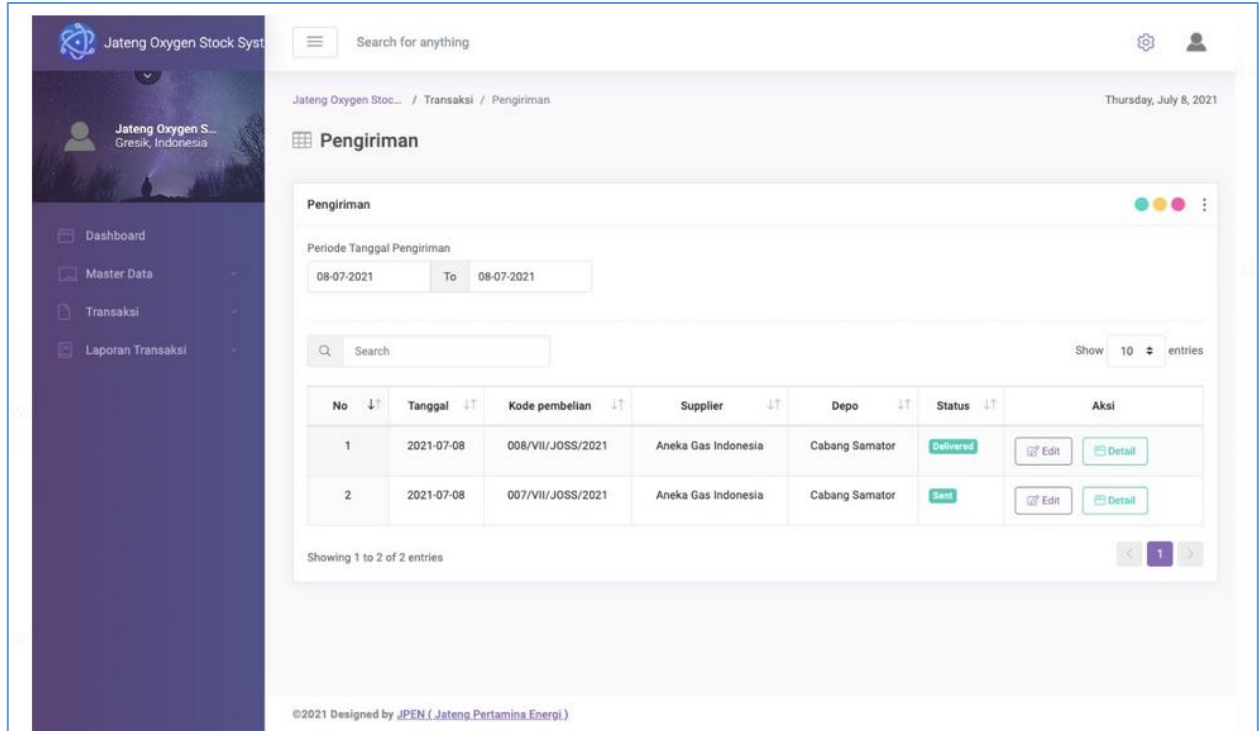 Jateng Oxygen Stock Syst
Search for anything
Jateng Oxygen S...
Gresik, Indonesia
Dashboard
Master Data
Transaksi
Laporan Transaksi
Jateng Oxygen Stoc... / Transaksi / Pengiriman
Thursday, July 8, 2021
Pengiriman
Pengiriman
Periode Tanggal Pengiriman
08-07-2021 To 08-07-2021
Search
Show 10 entries
No Tanggal Kode pembelian Supplier Depo Status Aksi
1 2021-07-08 008/VII/JOSS/2021 Aneka Gas Indonesia Cabang Samator Delivered Edit Detail
2 2021-07-08 007/VII/JOSS/2021 Aneka Gas Indonesia Cabang Samator Sent Edit Detail
Showing 1 to 2 of 2 entries
< 1 >
©2021 Designed by JPEN ( Jateng Pertamina Energi )